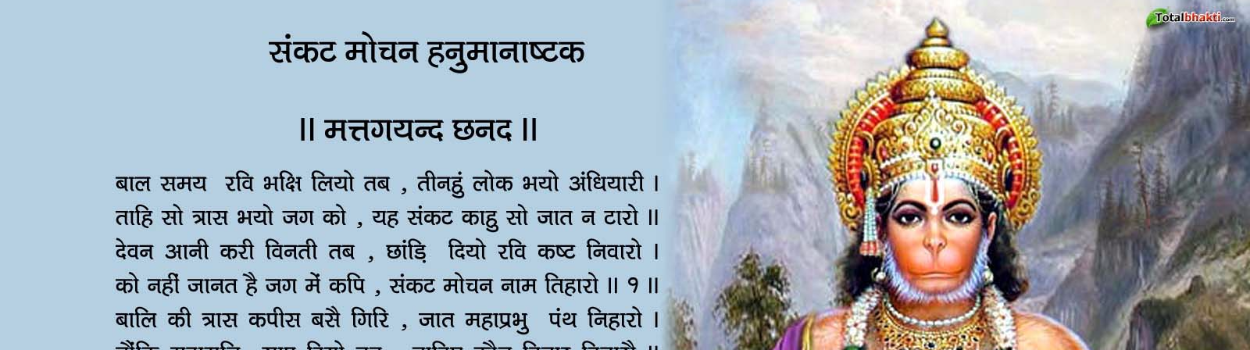 Totalbhakti.com
संकट मोचन हनुमानाष्टक
॥ मत्तगयन्द छनद ॥
बाल समय रवि भक्षि लियो तब , तीनहुं लोक भयो अंधियारी ।
ताहि सो त्रास भयो जग को , यह संकट काहु सो जात न टारो ॥
देवन आनी करी विनती तब , छांड़ि दियो रवि कष्ट निवारो ।
को नहीं जानत है जग में कपि , संकट मोचन नाम तिहारो ॥ १ ॥
बालि की त्रास कपीस बसै गिरि , जात महाप्रभु पंथ निहारो ।